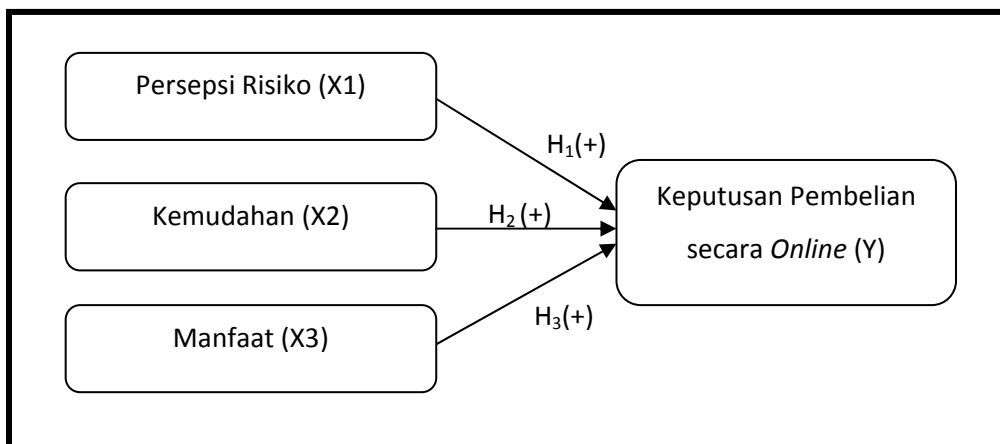 Persepsi Risiko (X1)
H₁(+)
Kemudahan (X2)
H₂ (+)
Keputusan Pembelian
secara Online (Y)
Manfaat (X3)
H₃(+)